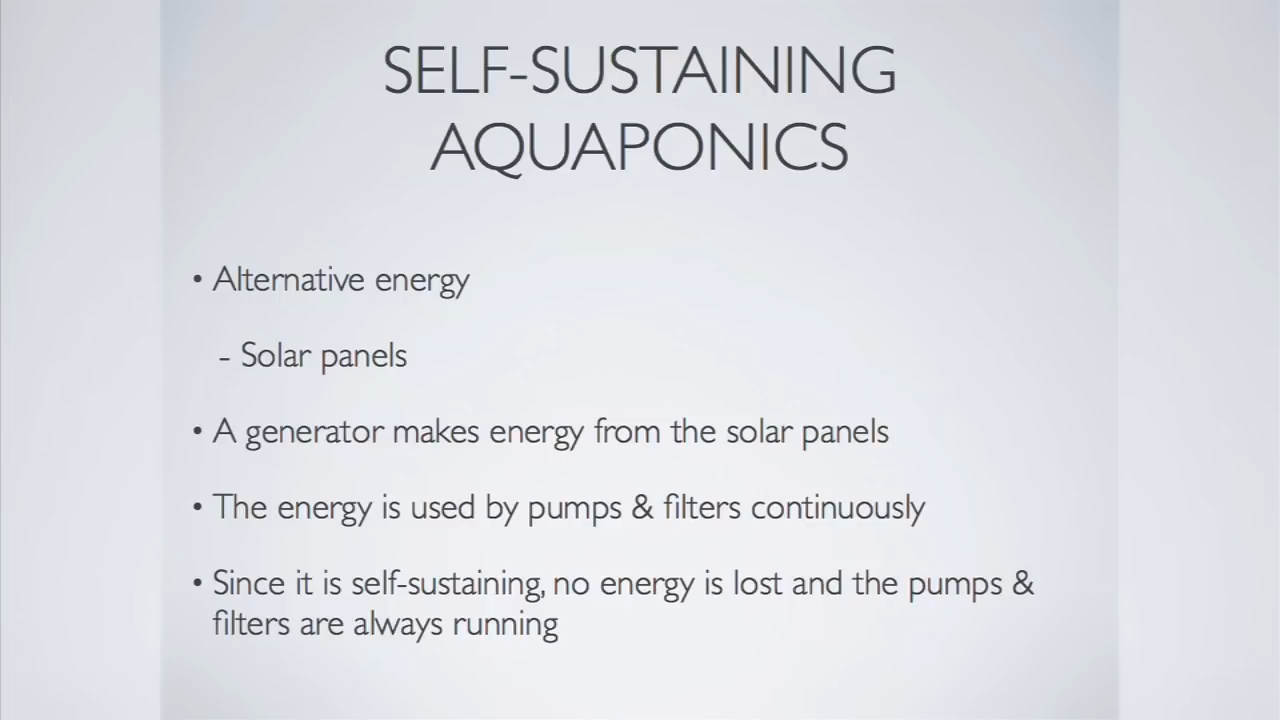 SELF-SUSTAINING
AQUAPONICS
• Alternative energy
- Solar panels
• A generator makes energy from the solar panels
• The energy is used by pumps & filters continuously
• Since it is self-sustaining, no energy is lost and the pumps &
filters are always running